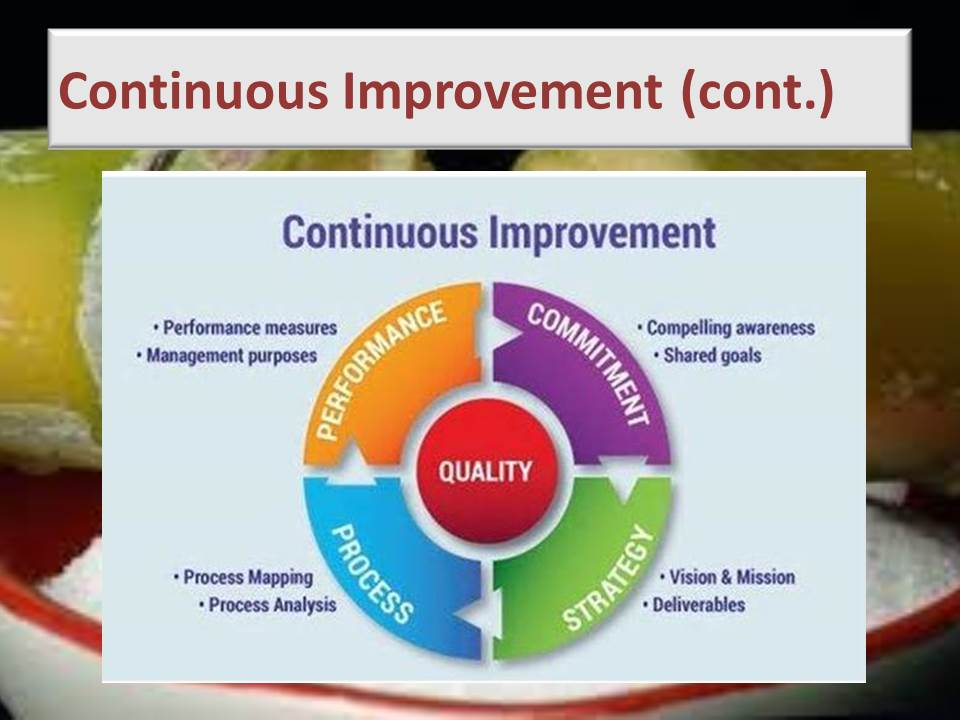 Continuous Improvement (cont.)
Continuous Improvement
• Performance measures
• Management purposes
PERFORMANCE
COMMITMENT
• Compelling awareness
• Shared goals
QUALITY
• Process Mapping
• Process Analysis
PROCESS
STRATEGY
• Vision & Mission
• Deliverables